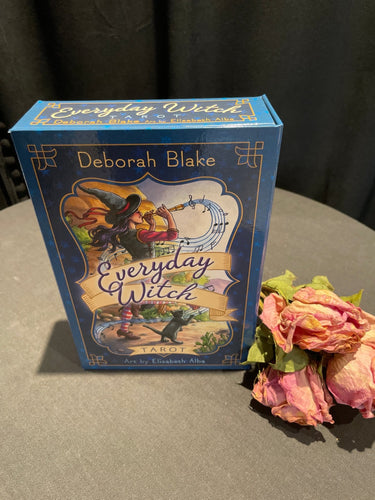 Everyday Witch
TAROT
Deborah Blake Art by Elisabeth Alba
Deborah Blake
Everyday
Witch
TAROT
Art by Elisabeth Alba